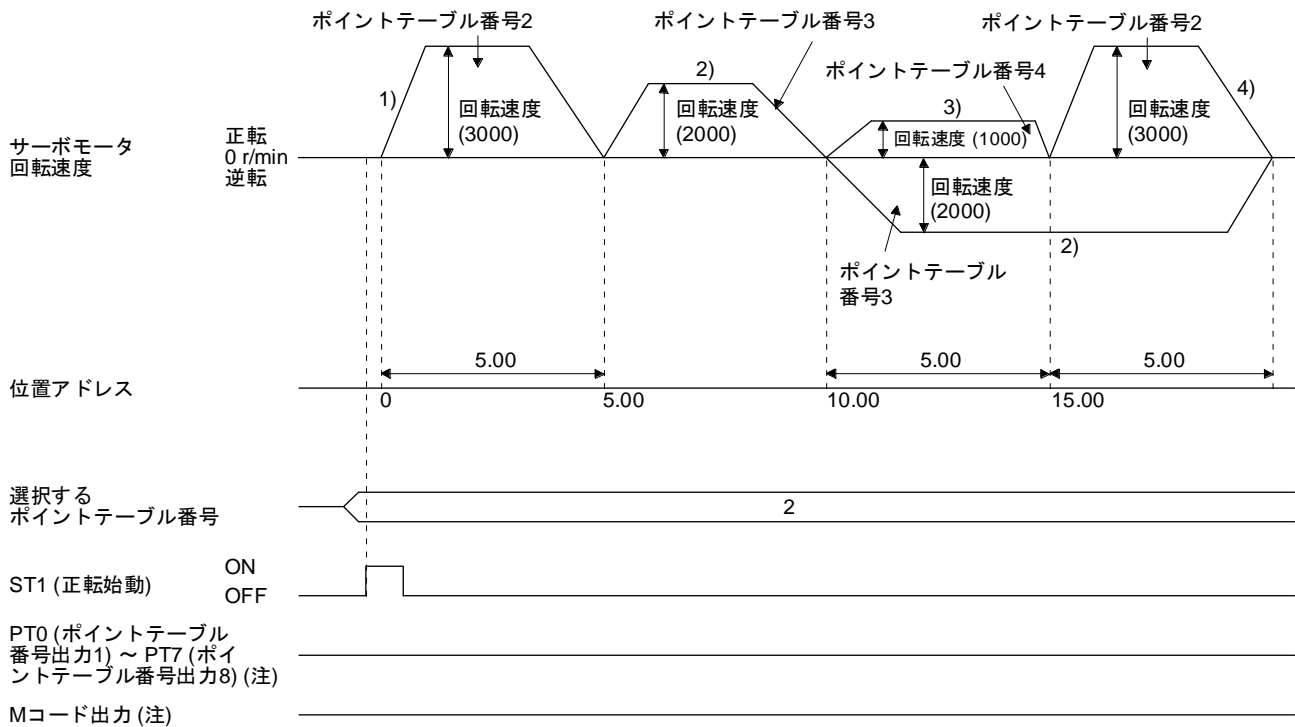 ポイントテーブル番号2
ポイントテーブル番号3
ポイントテーブル番号2
ポイントテーブル番号4
1)
2)
3)
4)
回転速度
(3000)
回転速度
(2000)
回転速度 (1000)
回転速度
(3000)
サーボモータ
回転速度
正転
0 r/min
逆転
回転速度
(2000)
2)
ポイントテーブル
番号3
5.00
5.00
5.00
位置アドレス
0
5.00
10.00
15.00
選択する
ポイントテーブル番号
2
ST1 (正転始動)
ON
OFF
PT0 (ポイントテーブル
番号出力1) ～ PT7 (ポイ
ントテーブル番号出力8) (注)
Mコード出力 (注)